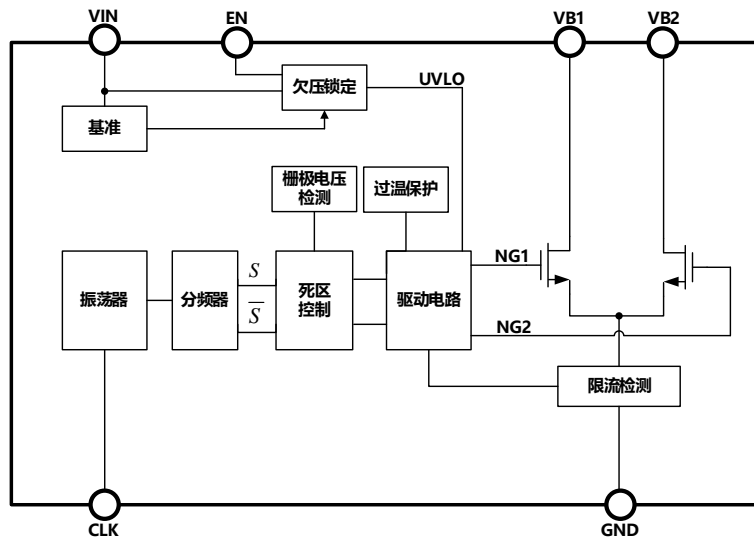 VIN
EN
VB1
VB2
欠压锁定
UVLO
基准
栅极电压
检测
过温保护
NG1
振荡器
分频器
S
S̅
死区
控制
驱动电路
NG2
限流检测
CLK
GND